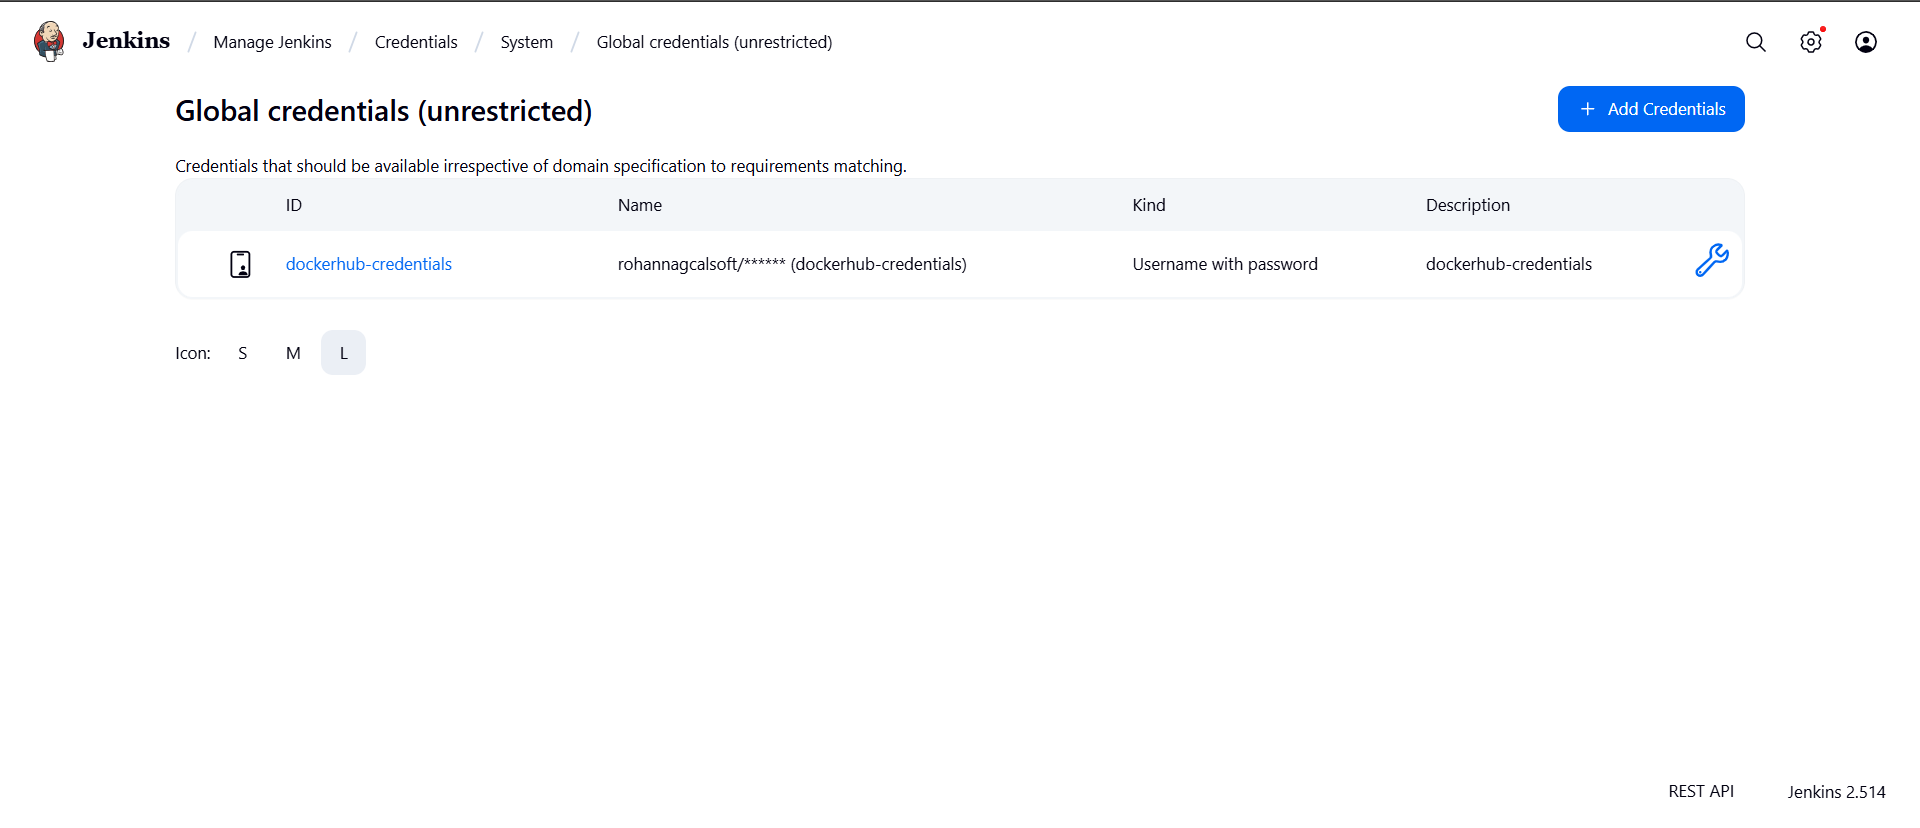 Jenkins / Manage Jenkins / Credentials / System / Global credentials (unrestricted)
Global credentials (unrestricted)
+ Add Credentials
Credentials that should be available irrespective of domain specification to requirements matching.
ID Name Kind Description
dockerhub-credentials rohannagcalsoft/****** (dockerhub-credentials) Username with password dockerhub-credentials
Icon: S M L
REST API Jenkins 2.514